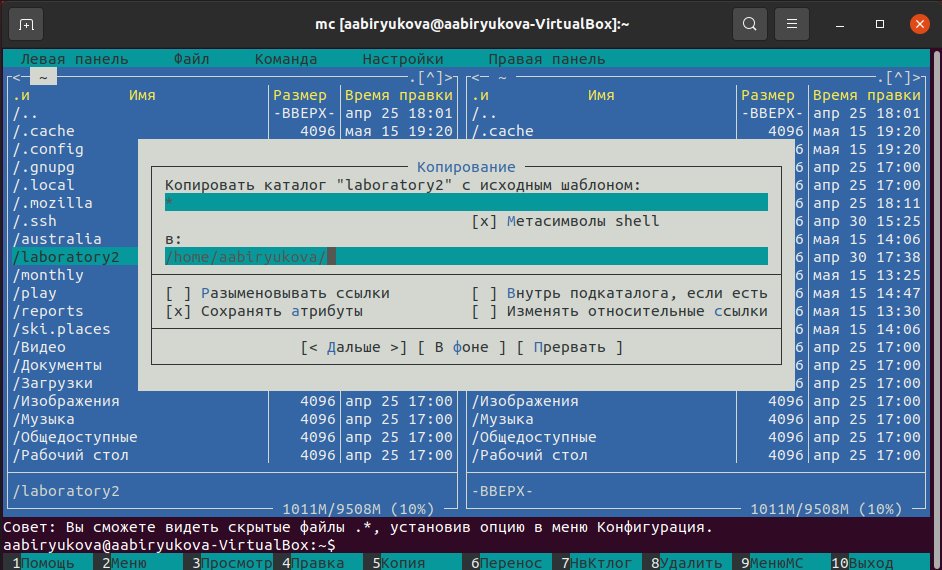 mc [aabiryukova@aabiryukova-VirtualBox]:~
Левая панель Файл Команда Настройки Правая панель
<─ ~ .[^]> <─ ~ .[^]>
.и Имя Размер Время правки .и Имя Размер Время правки
/.. -ВВЕРХ- апр 25 18:01 /.. -ВВЕРХ- апр 25 18:01
/.cache 4096 мая 15 19:20 /.cache 4096 мая 15 19:20
/.config 6 мая 15 19:20
/.gnupg Копирование 6 апр 25 17:00
/.local Копировать каталог "laboratory2" с исходным шаблоном: 6 апр 25 17:00
/.mozilla * 6 апр 25 18:11
/.ssh [x] Метасимволы shell 6 апр 30 15:25
/australia в: 6 мая 15 14:06
/laboratory2 /home/aabiryukova/ 6 апр 30 17:38
/monthly 6 мая 15 13:25
/play [ ] Разыменовывать ссылки [ ] Внутрь подкаталога, если есть 6 мая 15 14:47
/reports [x] Сохранять атрибуты [ ] Изменять относительные ссылки 6 мая 15 13:30
/ski.places 6 мая 15 14:06
/Видео [< Дальше >] [ В фоне ] [ Прервать ] 6 апр 25 17:00
/Документы 6 апр 25 17:00
/Загрузки 6 апр 25 17:00
/Изображения 4096 апр 25 17:00 /Изображения 4096 апр 25 17:00
/Музыка 4096 апр 25 17:00 /Музыка 4096 апр 25 17:00
/Общедоступные 4096 апр 25 17:00 /Общедоступные 4096 апр 25 17:00
/Рабочий стол 4096 апр 25 17:00 /Рабочий стол 4096 апр 25 17:00
/laboratory2 -ВВЕРХ-
1011M/9508M (10%) 1011M/9508M (10%)
Совет: Вы сможете видеть скрытые файлы .*, установив опцию в меню Конфигурация.
aabiryukova@aabiryukova-VirtualBox:~$
1Помощь 2Меню 3Просмотр 4Правка 5Копия 6Перенос 7НвКтлог 8Удалить 9МенюМС 10Выход